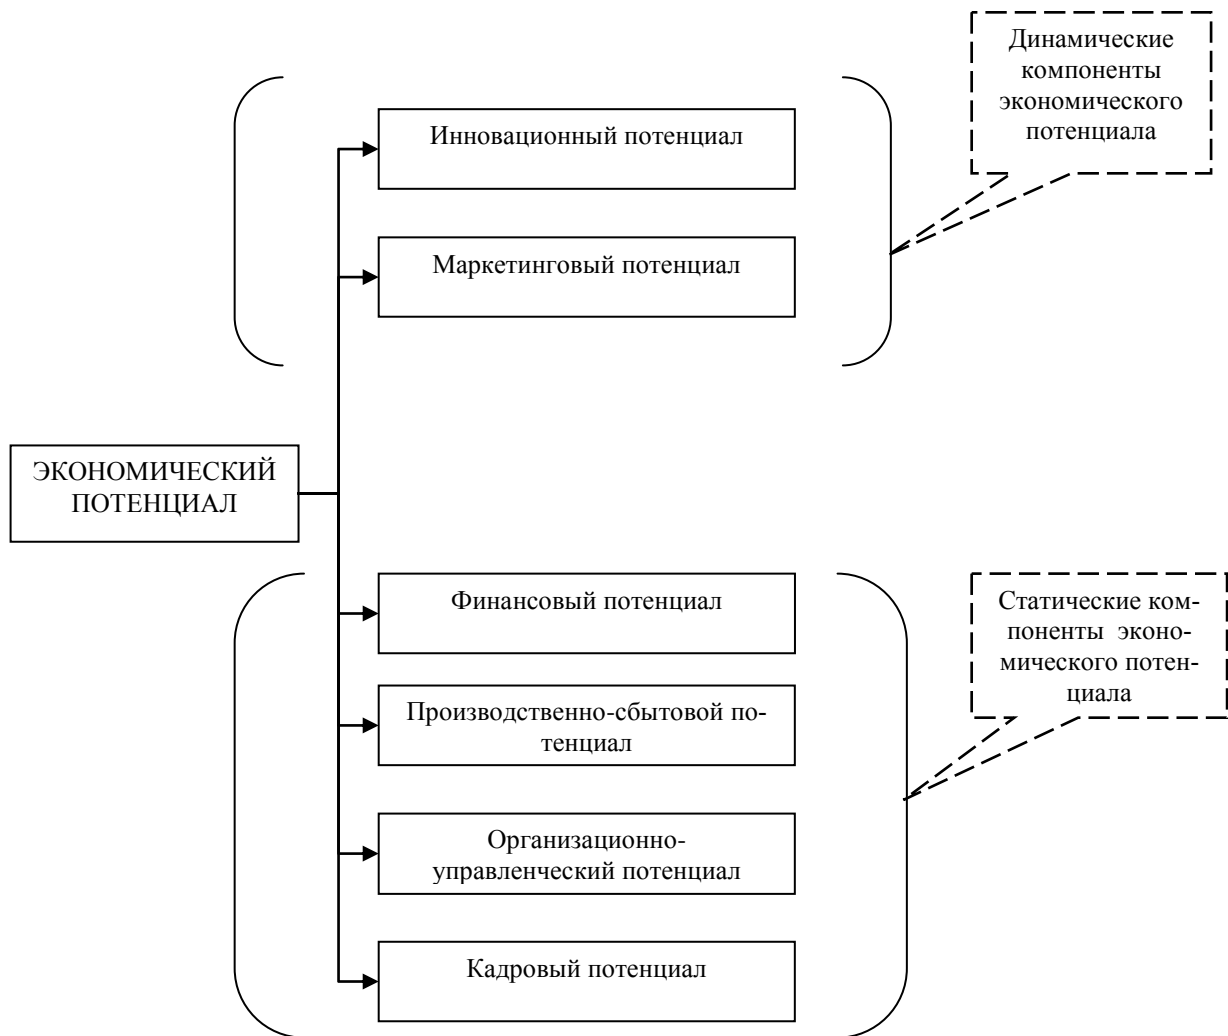 Динамические
компоненты
экономического
потенциала
Инновационный потенциал
Маркетинговый потенциал
ЭКОНОМИЧЕСКИЙ
ПОТЕНЦИАЛ
Финансовый потенциал
Статические ком-
поненты эконо-
мического потен-
циала
Производственно-сбытовой по-
тенциал
Организационно-
управленческий потенциал
Кадровый потенциал